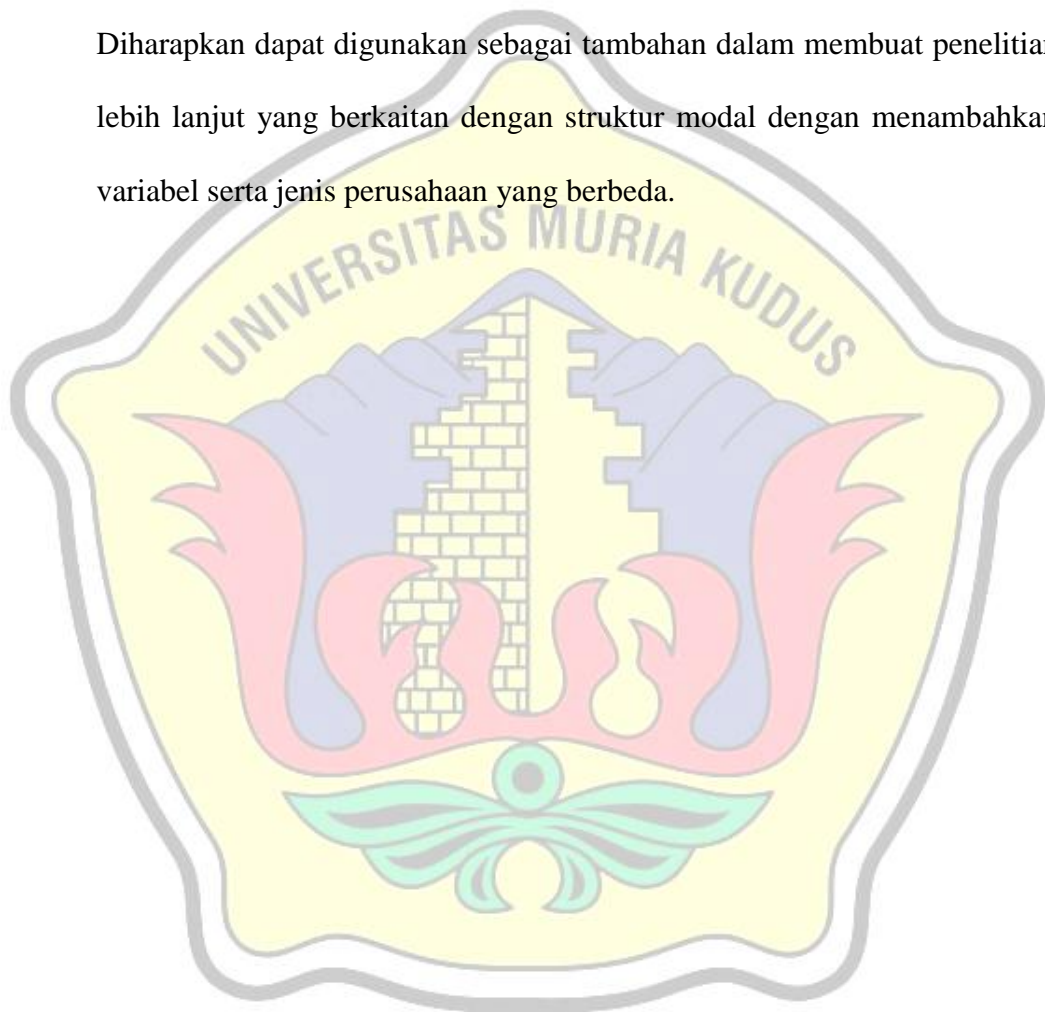 Diharapkan dapat digunakan sebagai tambahan dalam membuat penelitian
lebih lanjut yang berkaitan dengan struktur modal dengan menambahkan
variabel serta jenis perusahaan yang berbeda.
UNIVERSITAS MURIA KUDUS